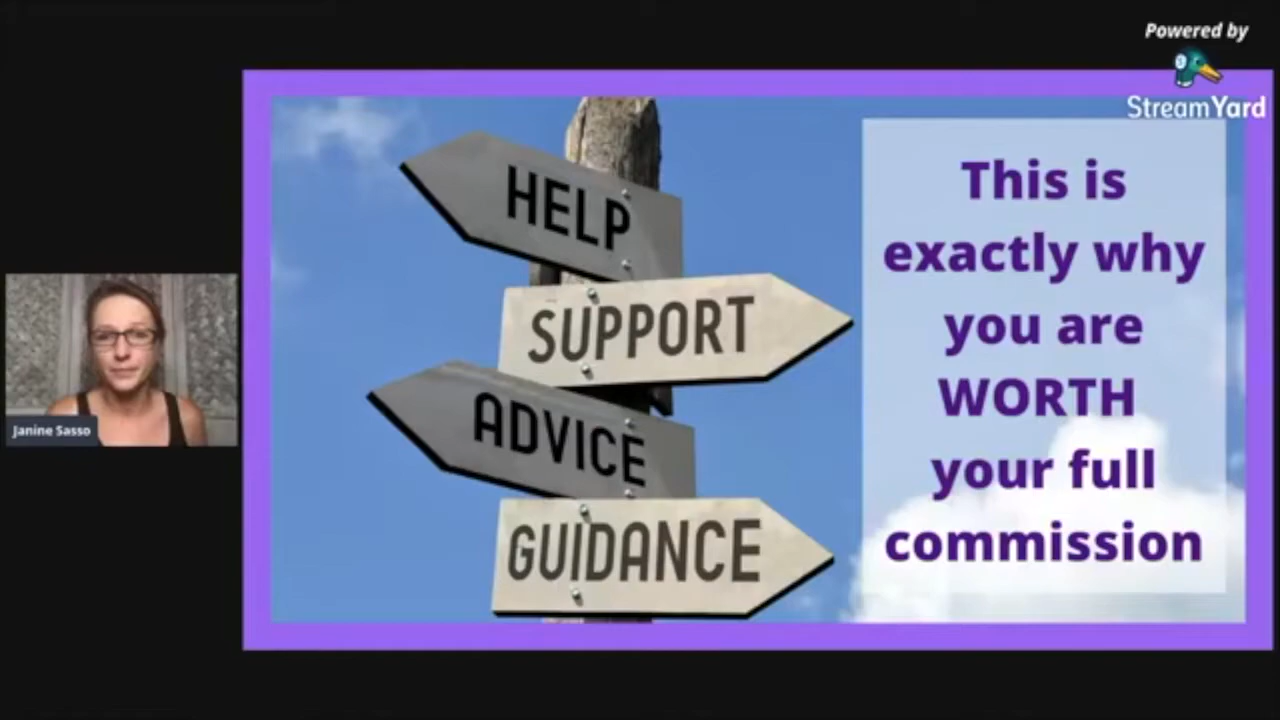 Powered by
StreamYard
HELP
SUPPORT
ADVICE
GUIDANCE
This is
exactly why
you are
WORTH
your full
commission
Janine Sasso